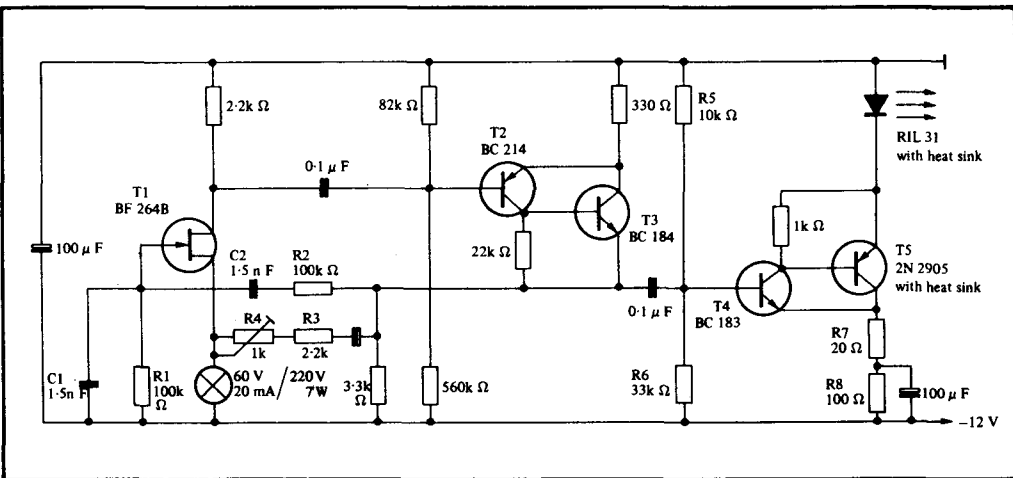 2·2k Ω
82k Ω
330 Ω
R5
10k Ω
RIL 31
with heat sink
T2
BC 214
0·1 μ F
T1
BF 264B
T3
BC 184
1k Ω
100 μ F
22k Ω
T5
2N 2905
with heat sink
C2
1·5 n F
R2
100k Ω
0·1 μ F
T4
BC 183
R4
1k
R3
2·2k
R7
20 Ω
C1
1·5n F
R1
100k
Ω
60 V
20 mA / 220 V
7W
3·3k
Ω
560k Ω
R6
33k Ω
R8
100 Ω
100 μ F
–12 V